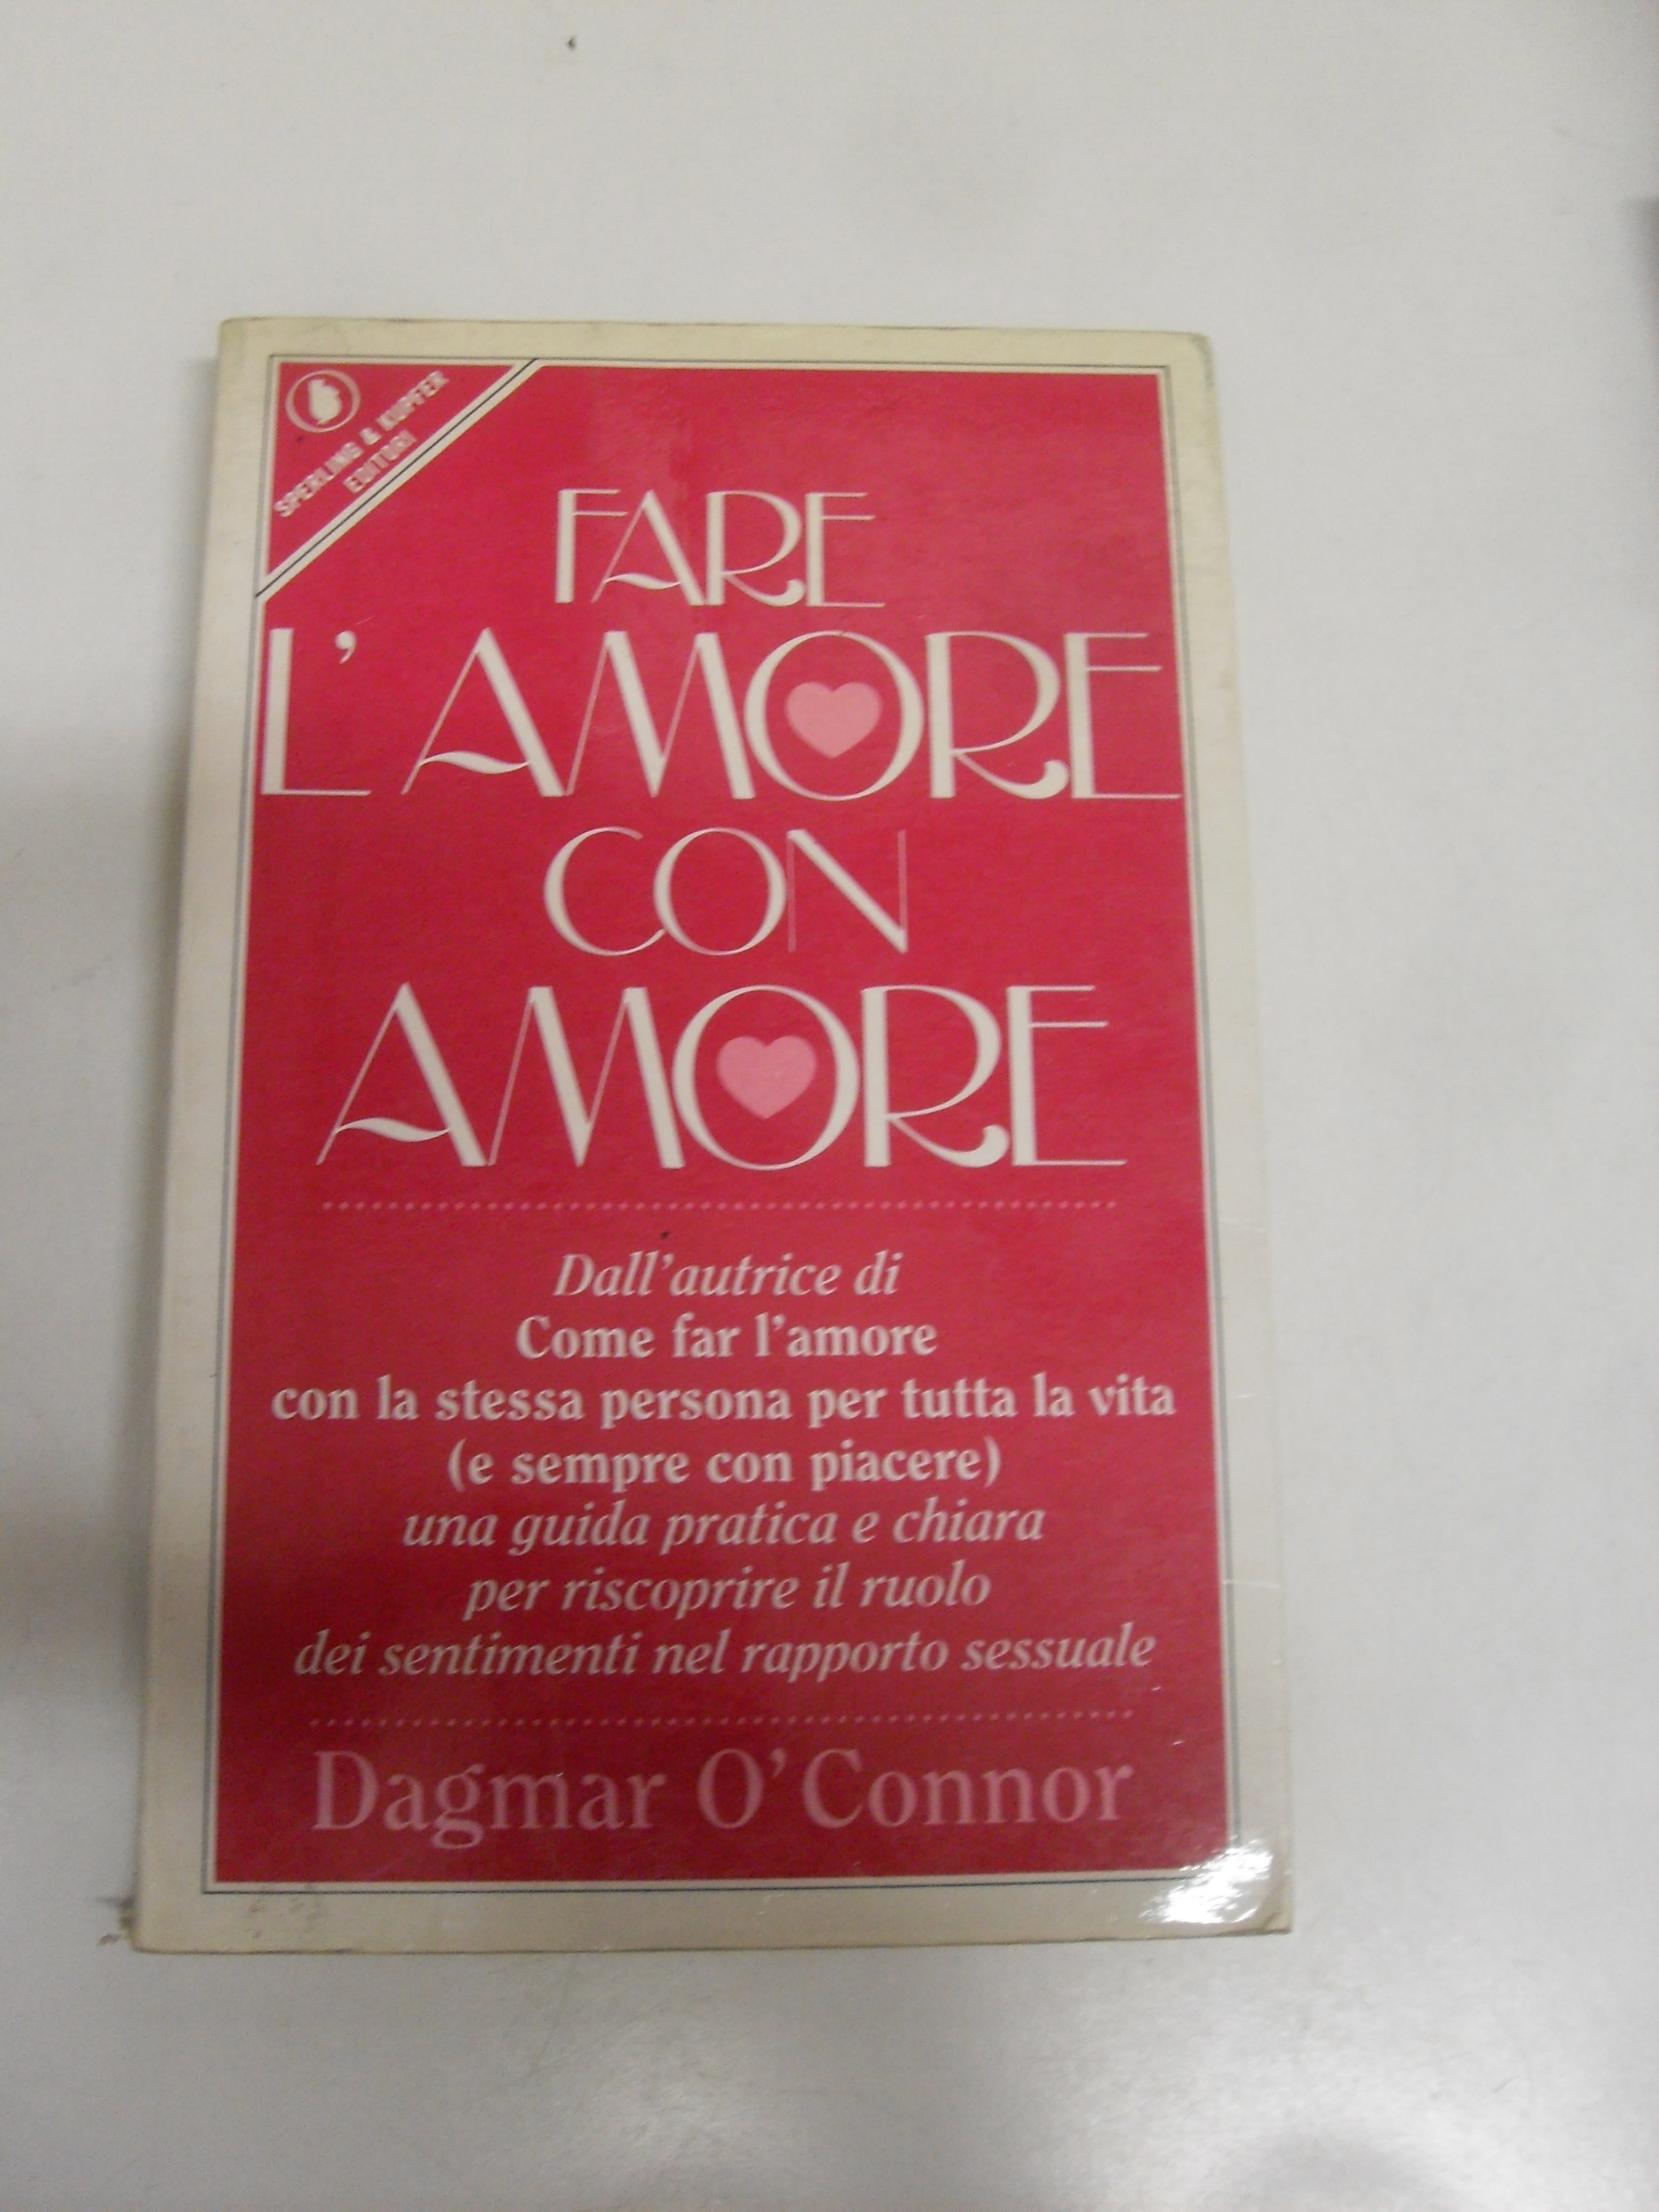 SPERLING & KUPFER
EDITORI
FARE
L'AMORE
CON
AMORE
Dall'autrice di
Come far l'amore
con la stessa persona per tutta la vita
(e sempre con piacere)
una guida pratica e chiara
per riscoprire il ruolo
dei sentimenti nel rapporto sessuale
Dagmar O'Connor